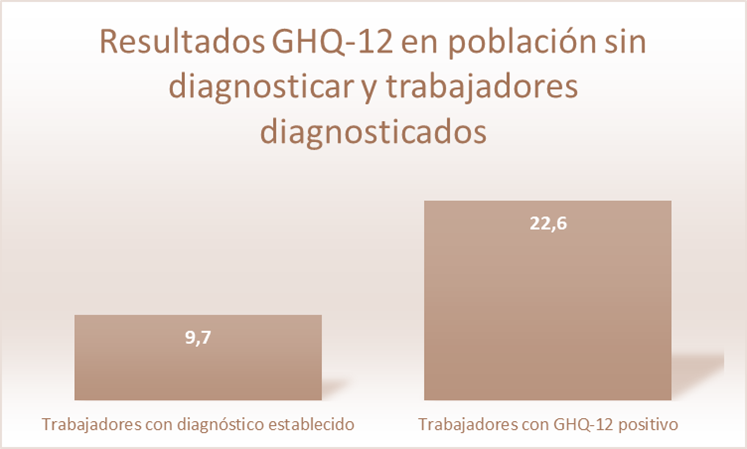 Resultados GHQ-12 en población sin
diagnosticar y trabajadores
diagnosticados
22,6
9,7
Trabajadores con diagnóstico establecido
Trabajadores con GHQ-12 positivo